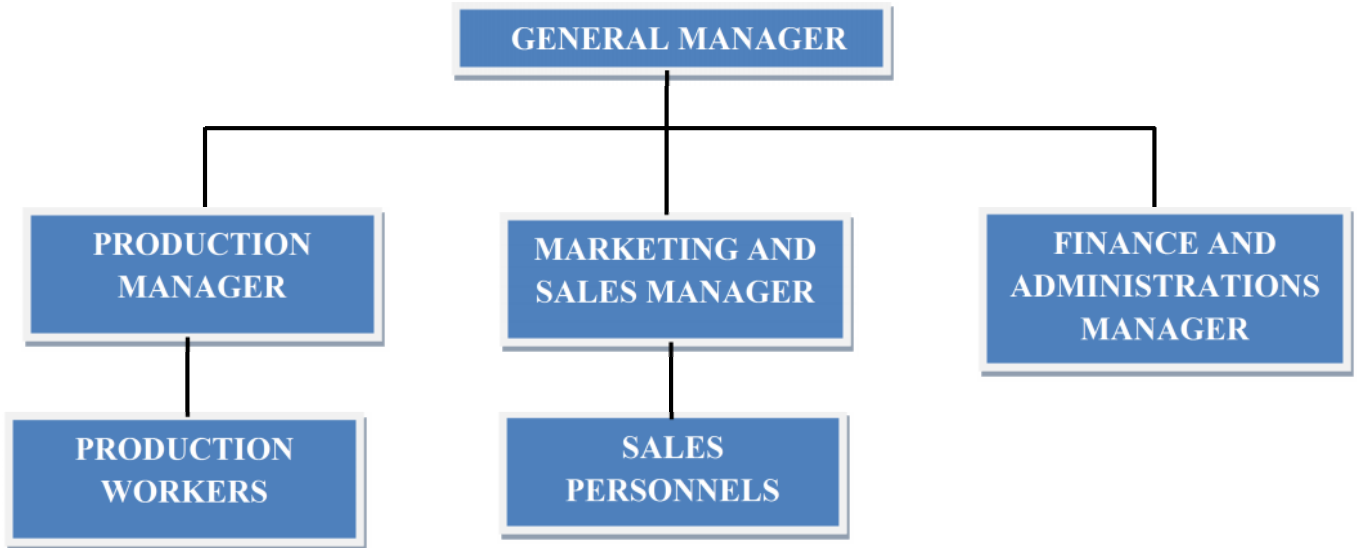 GENERAL MANAGER
PRODUCTION
MANAGER
MARKETING AND
SALES MANAGER
FINANCE AND
ADMINISTRATIONS
MANAGER
PRODUCTION
WORKERS
SALES
PERSONNELS